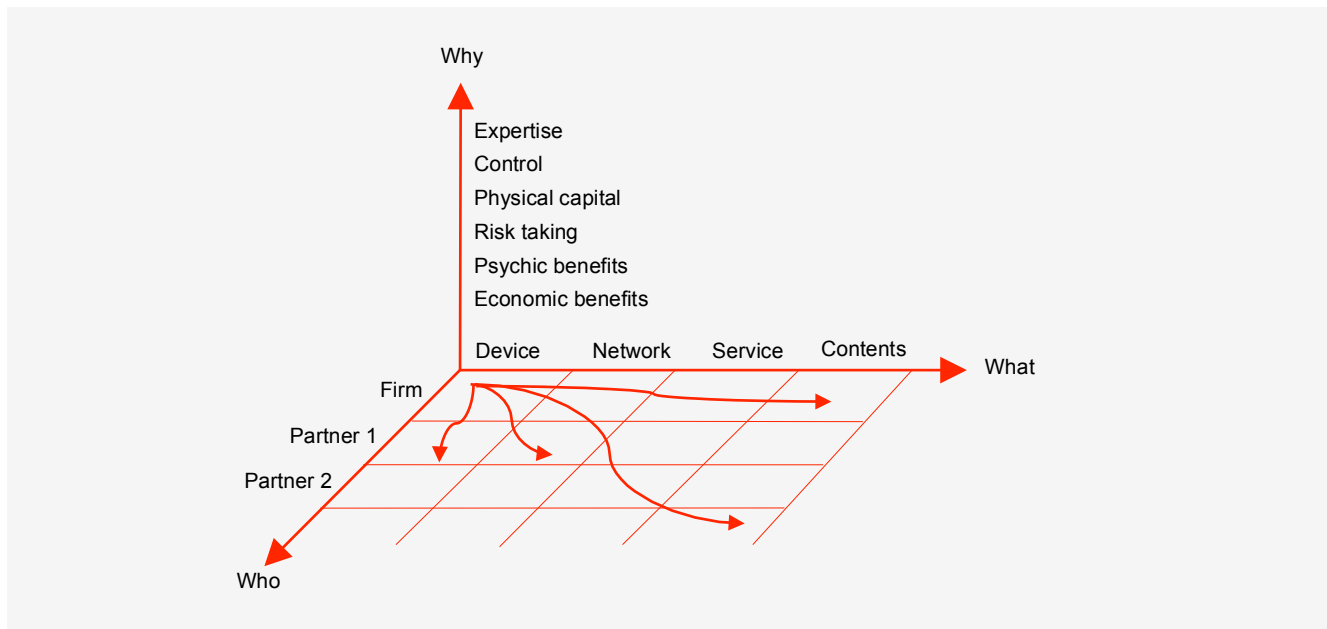 Why
Expertise
Control
Physical capital
Risk taking
Psychic benefits
Economic benefits
Device Network Service Contents
What
Firm
Partner 1
Partner 2
Who